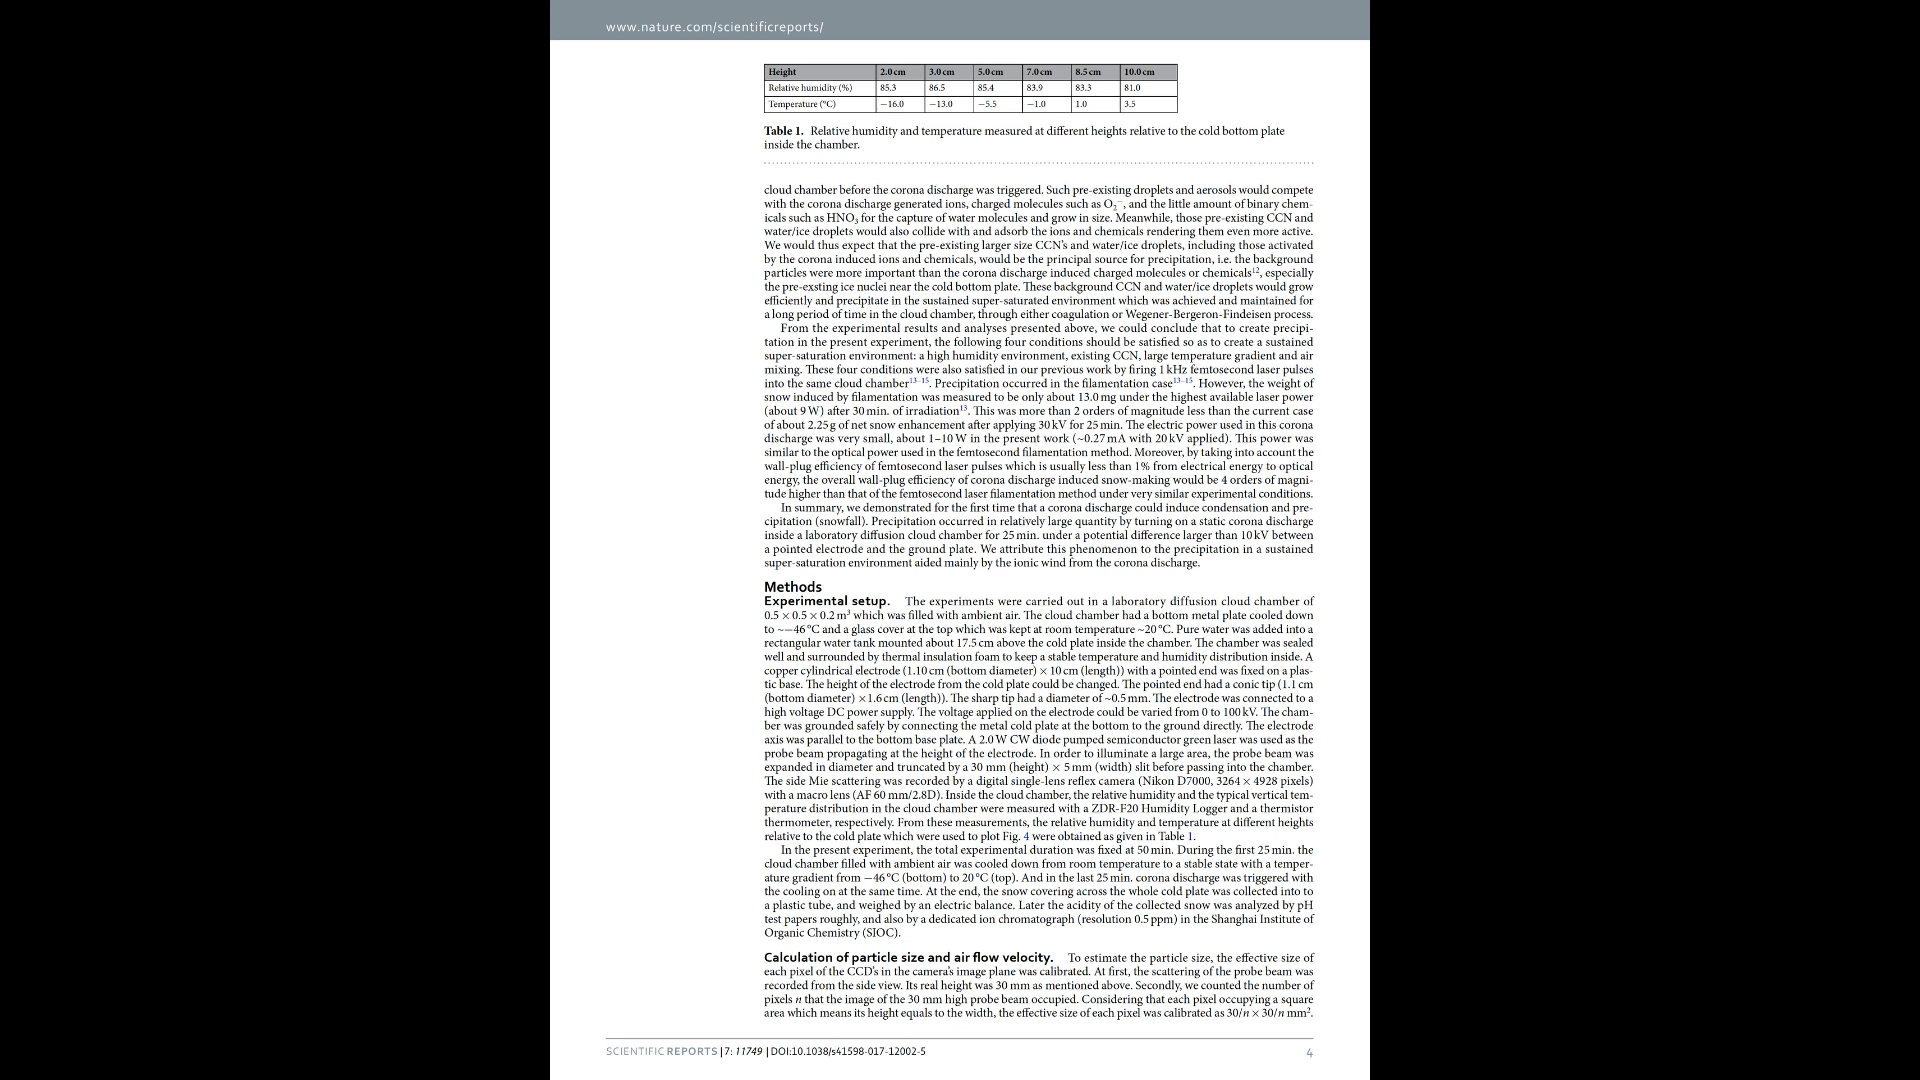 www.nature.com/scientificreports/
Height 2.0 cm 3.0 cm 5.0 cm 7.0 cm 8.5 cm 10.0 cm
Relative humidity (%) 85.3 86.5 85.4 83.9 83.3 81.0
Temperature (°C) −16.0 −13.0 −5.5 −1.0 1.0 3.5
Table 1. Relative humidity and temperature measured at different heights relative to the cold bottom plate
inside the chamber.
cloud chamber before the corona discharge was triggered. Such pre-existing droplets and aerosols would compete
with the corona discharge generated ions, charged molecules such as O₂⁻, and the little amount of binary chem-
icals such as HNO₃ for the capture of water molecules and grow in size. Meanwhile, those pre-existing CCN and
water/ice droplets would also collide with and adsorb the ions and chemicals rendering them even more active.
We would thus expect that the pre-existing larger size CCN's and water/ice droplets, including those activated
by the corona induced ions and chemicals, would be the principal source for precipitation, i.e. the background
particles were more important than the corona discharge induced charged molecules or chemicals¹², especially
the pre-exsting ice nuclei near the cold bottom plate. These background CCN and water/ice droplets would grow
efficiently and precipitate in the sustained super-saturated environment which was achieved and maintained for
a long period of time in the cloud chamber, through either coagulation or Wegener-Bergeron-Findeisen process.
From the experimental results and analyses presented above, we could conclude that to create precipi-
tation in the present experiment, the following four conditions should be satisfied so as to create a sustained
super-saturation environment: a high humidity environment, existing CCN, large temperature gradient and air
mixing. These four conditions were also satisfied in our previous work by firing 1 kHz femtosecond laser pulses
into the same cloud chamber¹³⁻¹⁵. Precipitation occurred in the filamentation case¹³⁻¹⁵. However, the weight of
snow induced by filamentation was measured to be only about 13.0 mg under the highest available laser power
(about 9 W) after 30 min. of irradiation¹³. This was more than 2 orders of magnitude less than the current case
of about 2.25 g of net snow enhancement after applying 30 kV for 25 min. The electric power used in this corona
discharge was very small, about 1–10 W in the present work (~0.27 mA with 20 kV applied). This power was
similar to the optical power used in the femtosecond filamentation method. Moreover, by taking into account the
wall-plug efficiency of femtosecond laser pulses which is usually less than 1% from electrical energy to optical
energy, the overall wall-plug efficiency of corona discharge induced snow-making would be 4 orders of magni-
tude higher than that of the femtosecond laser filamentation method under very similar experimental conditions.
In summary, we demonstrated for the first time that a corona discharge could induce condensation and pre-
cipitation (snowfall). Precipitation occurred in relatively large quantity by turning on a static corona discharge
inside a laboratory diffusion cloud chamber for 25 min. under a potential difference larger than 10 kV between
a pointed electrode and the ground plate. We attribute this phenomenon to the precipitation in a sustained
super-saturation environment aided mainly by the ionic wind from the corona discharge.
Methods
Experimental setup. The experiments were carried out in a laboratory diffusion cloud chamber of
0.5 × 0.5 × 0.2 m³ which was filled with ambient air. The cloud chamber had a bottom metal plate cooled down
to ~−46 °C and a glass cover at the top which was kept at room temperature ~20 °C. Pure water was added into a
rectangular water tank mounted about 17.5 cm above the cold plate inside the chamber. The chamber was sealed
well and surrounded by thermal insulation foam to keep a stable temperature and humidity distribution inside. A
copper cylindrical electrode (1.10 cm (bottom diameter) × 10 cm (length)) with a pointed end was fixed on a plas-
tic base. The height of the electrode from the cold plate could be changed. The pointed end had a conic tip (1.1 cm
(bottom diameter) ×1.6 cm (length)). The sharp tip had a diameter of ~0.5 mm. The electrode was connected to a
high voltage DC power supply. The voltage applied on the electrode could be varied from 0 to 100 kV. The cham-
ber was grounded safely by connecting the metal cold plate at the bottom to the ground directly. The electrode
axis was parallel to the bottom base plate. A 2.0 W CW diode pumped semiconductor green laser was used as the
probe beam propagating at the height of the electrode. In order to illuminate a large area, the probe beam was
expanded in diameter and truncated by a 30 mm (height) × 5 mm (width) slit before passing into the chamber.
The side Mie scattering was recorded by a digital single-lens reflex camera (Nikon D7000, 3264 × 4928 pixels)
with a macro lens (AF 60 mm/2.8D). Inside the cloud chamber, the relative humidity and the typical vertical tem-
perature distribution in the cloud chamber were measured with a ZDR-F20 Humidity Logger and a thermistor
thermometer, respectively. From these measurements, the relative humidity and temperature at different heights
relative to the cold plate which were used to plot Fig. 4 were obtained as given in Table 1.
In the present experiment, the total experimental duration was fixed at 50 min. During the first 25 min. the
cloud chamber filled with ambient air was cooled down from room temperature to a stable state with a temper-
ature gradient from −46 °C (bottom) to 20 °C (top). And in the last 25 min. corona discharge was triggered with
the cooling on at the same time. At the end, the snow covering across the whole cold plate was collected into to
a plastic tube, and weighed by an electric balance. Later the acidity of the collected snow was analyzed by pH
test papers roughly, and also by a dedicated ion chromatograph (resolution 0.5 ppm) in the Shanghai Institute of
Organic Chemistry (SIOC).
Calculation of particle size and air flow velocity. To estimate the particle size, the effective size of
each pixel of the CCD's in the camera's image plane was calibrated. At first, the scattering of the probe beam was
recorded from the side view. Its real height was 30 mm as mentioned above. Secondly, we counted the number of
pixels n that the image of the 30 mm high probe beam occupied. Considering that each pixel occupying a square
area which means its height equals to the width, the effective size of each pixel was calibrated as 30/n × 30/n mm².
SCIENTIFIC REPORTS | 7: 11749 | DOI:10.1038/s41598-017-12002-5 4